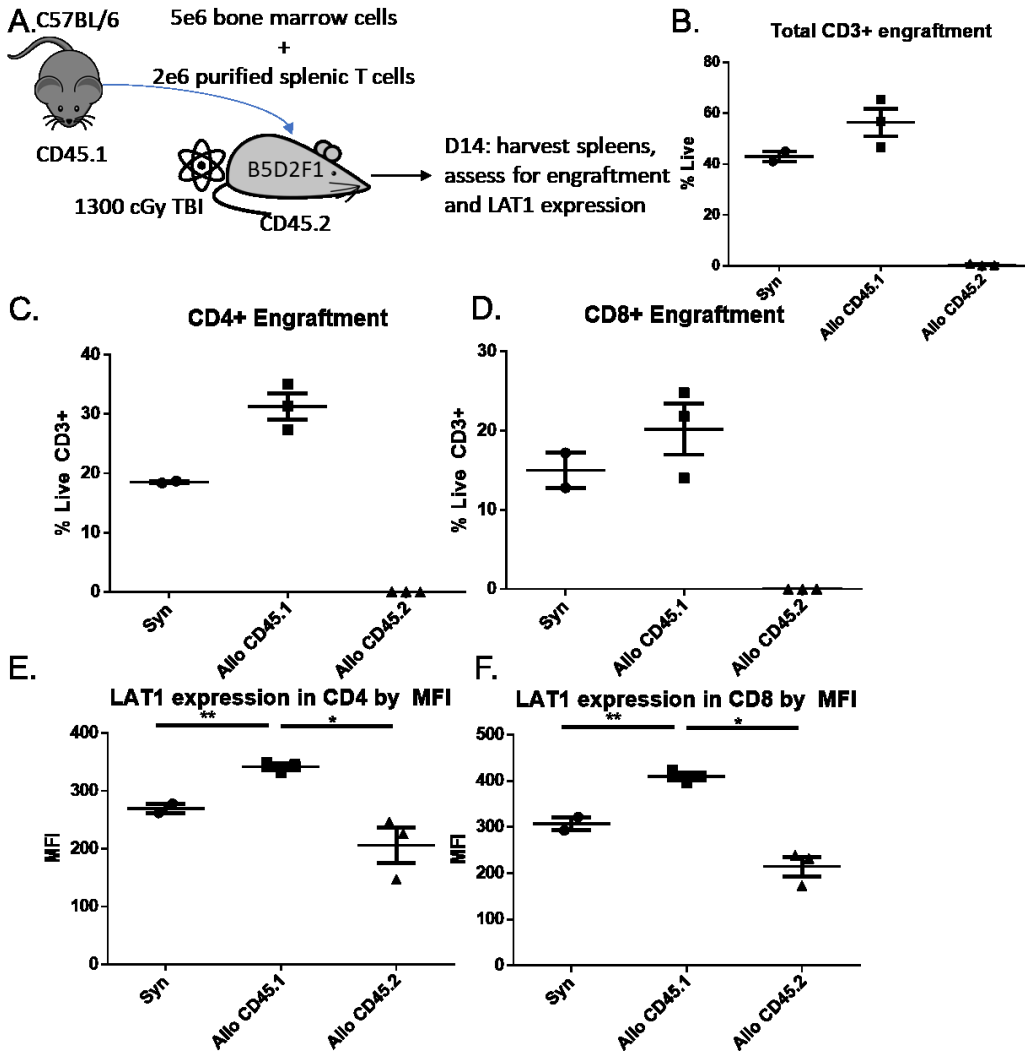 A.
C57BL/6
5e6 bone marrow cells
+
2e6 purified splenic T cells
CD45.1
B5D2F1
1300 cGy TBI
CD45.2
D14: harvest spleens,
assess for engraftment
and LAT1 expression
B.
Total CD3+ engraftment
% Live
80
60
40
20
0
Syn
Allo CD45.1
Allo CD45.2
C.
CD4+ Engraftment
% Live CD3+
40
30
20
10
0
Syn
Allo CD45.1
Allo CD45.2
D.
CD8+ Engraftment
% Live CD3+
30
20
10
0
Syn
Allo CD45.1
Allo CD45.2
E.
LAT1 expression in CD4 by MFI
** *
MFI
400
300
200
100
0
Syn
Allo CD45.1
Allo CD45.2
F.
LAT1 expression in CD8 by MFI
** *
MFI
500
400
300
200
100
0
Syn
Allo CD45.1
Allo CD45.2